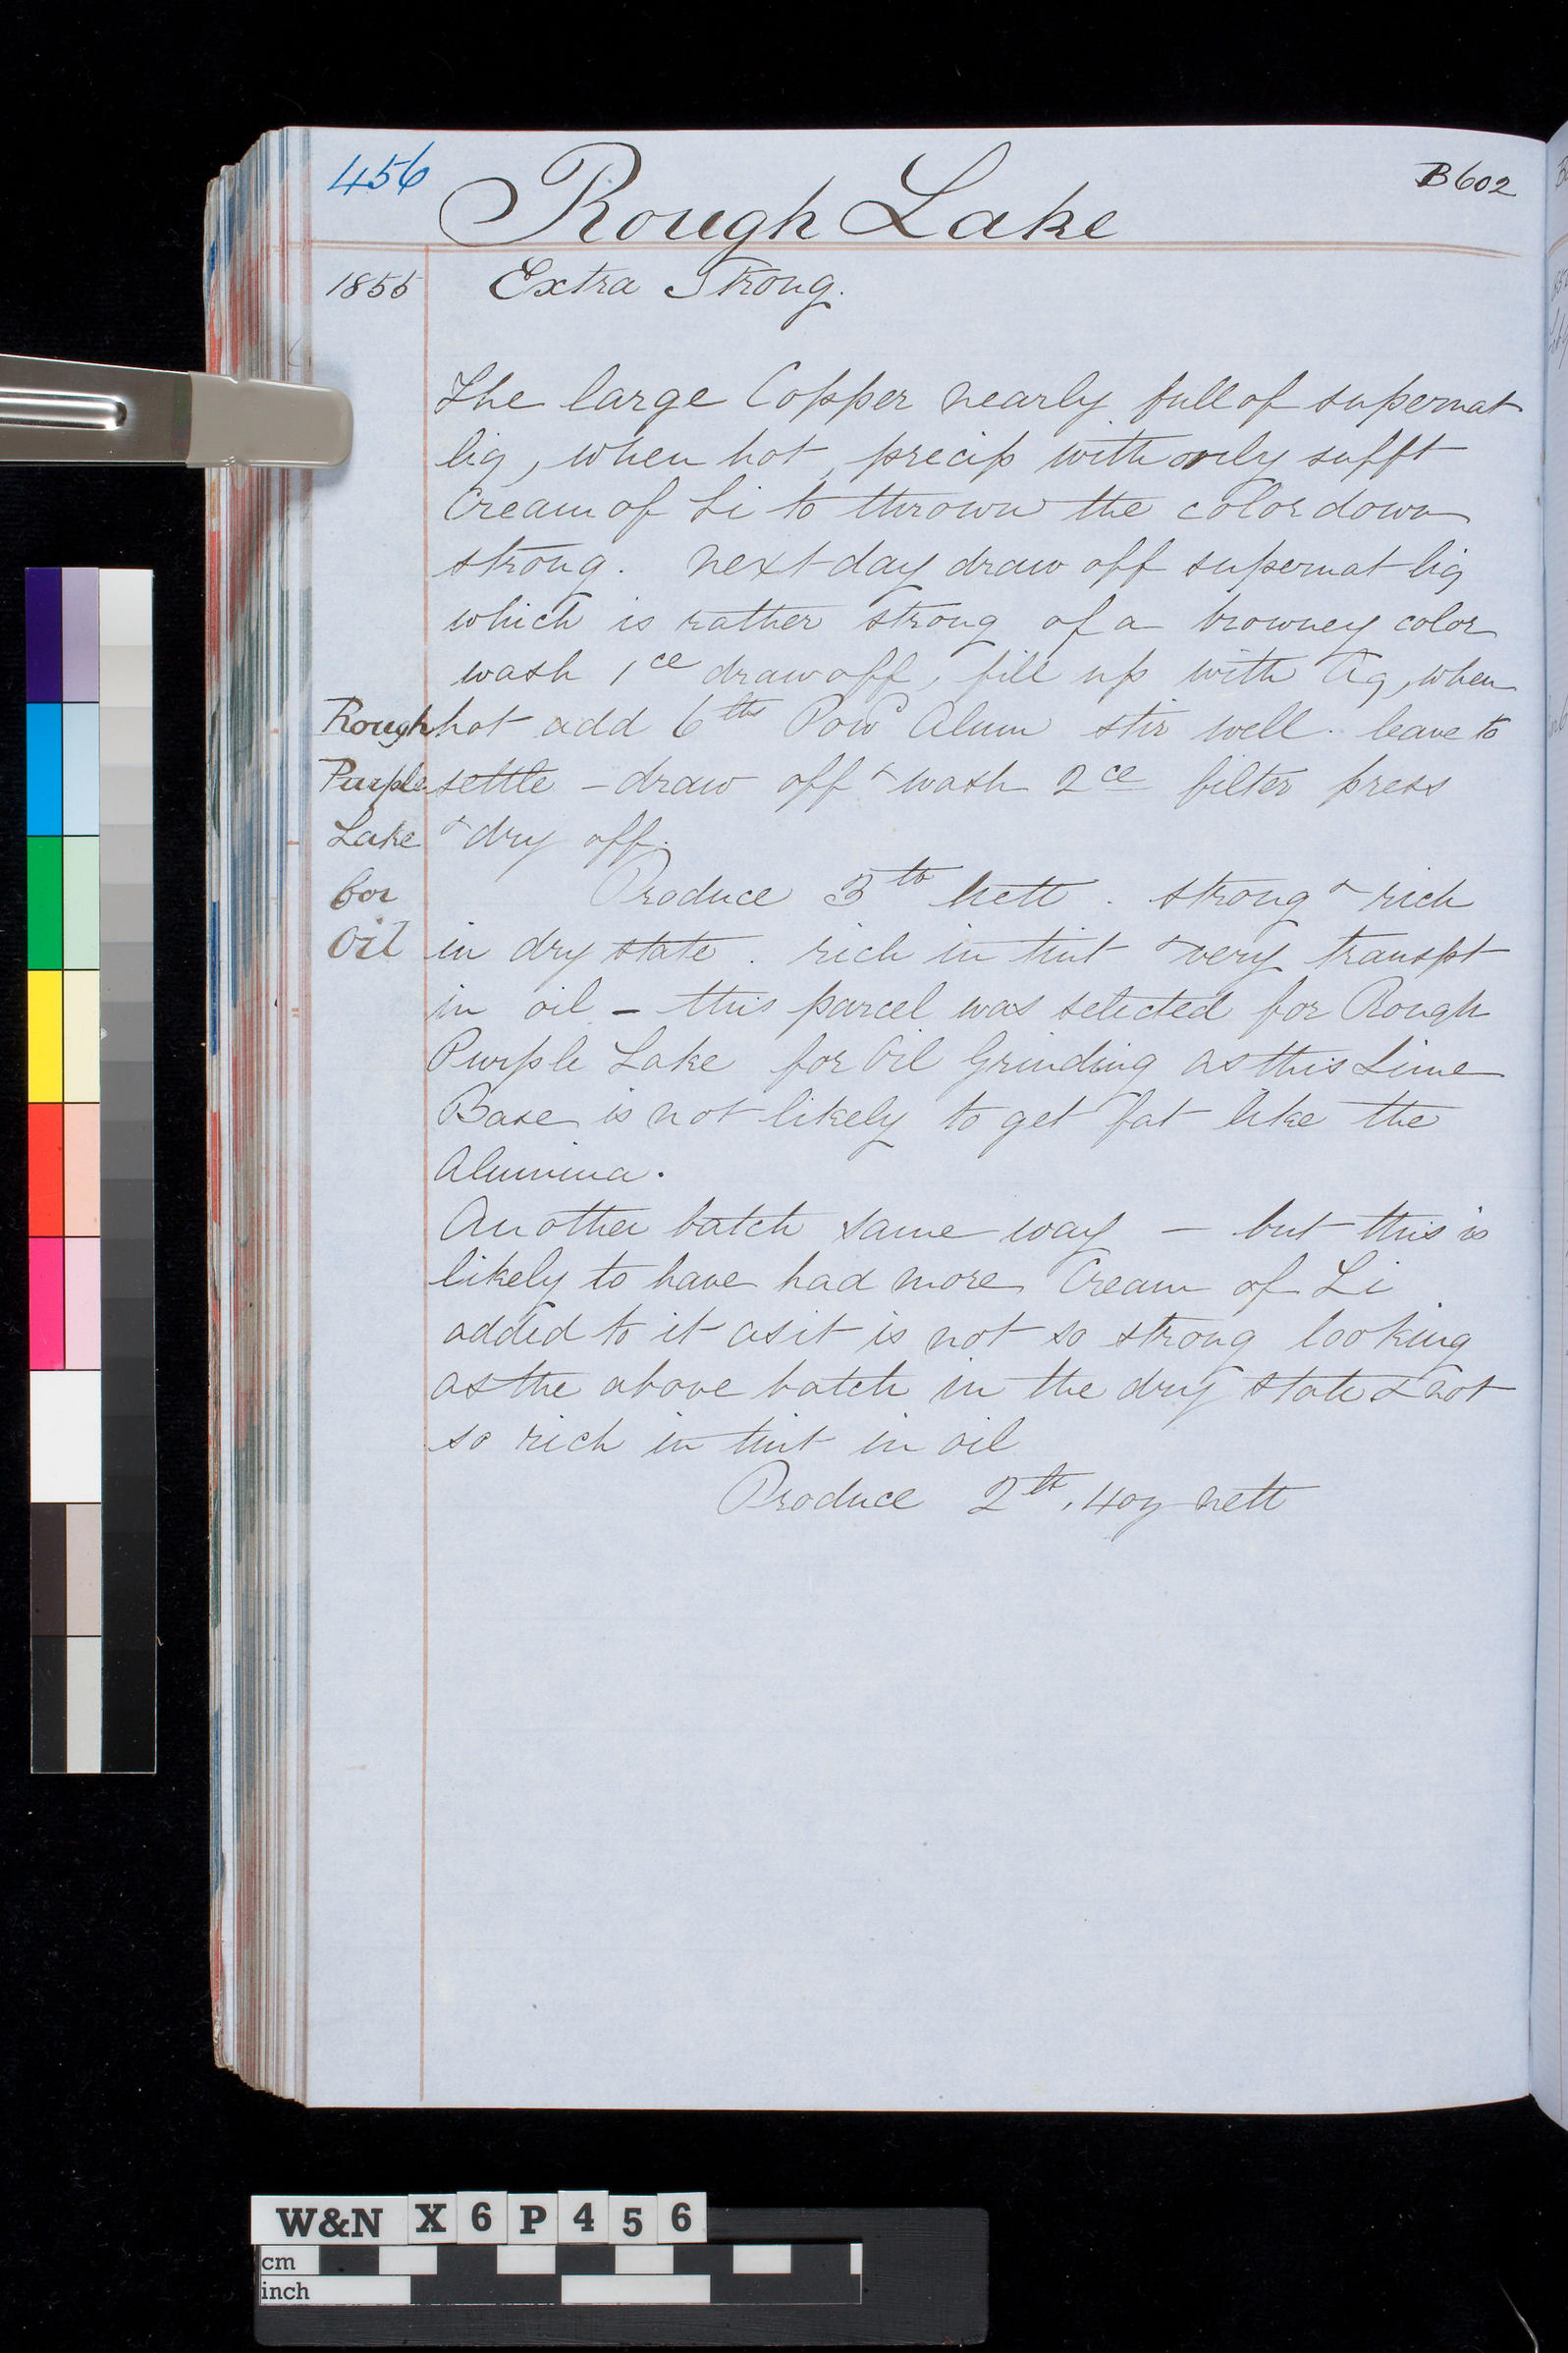 456
Rough Lake
B602
1855
Extra Strong.
The large Copper nearly full of supernat
liq, when hot, precip with only sufft
Cream of Li to thrown the color down
strong. next day draw off supernat liq
which is rather strong of a browney color
wash 1ce draw off, fill up with Aq, when
hot add 6 lbs Powd Alum stir well. leave to
settle - draw off & wash 2ce filter press
& dry off.
Rough
Purple
Lake
for
Oil
Produce 3 lb nett. strong & rich
in dry state. rich in tint & very transpt
in oil - this parcel was selected for Rough
Purple Lake for Oil Grinding as this Lime
Base is not likely to get fat like the
Alumina.
Another batch same way - but this is
likely to have had more Cream of Li
added to it as it is not so strong looking
as the above batch in the dry state & not
so rich in tint in oil
Produce 2 lb, 4oz nett
W&N X6P456
cm
inch